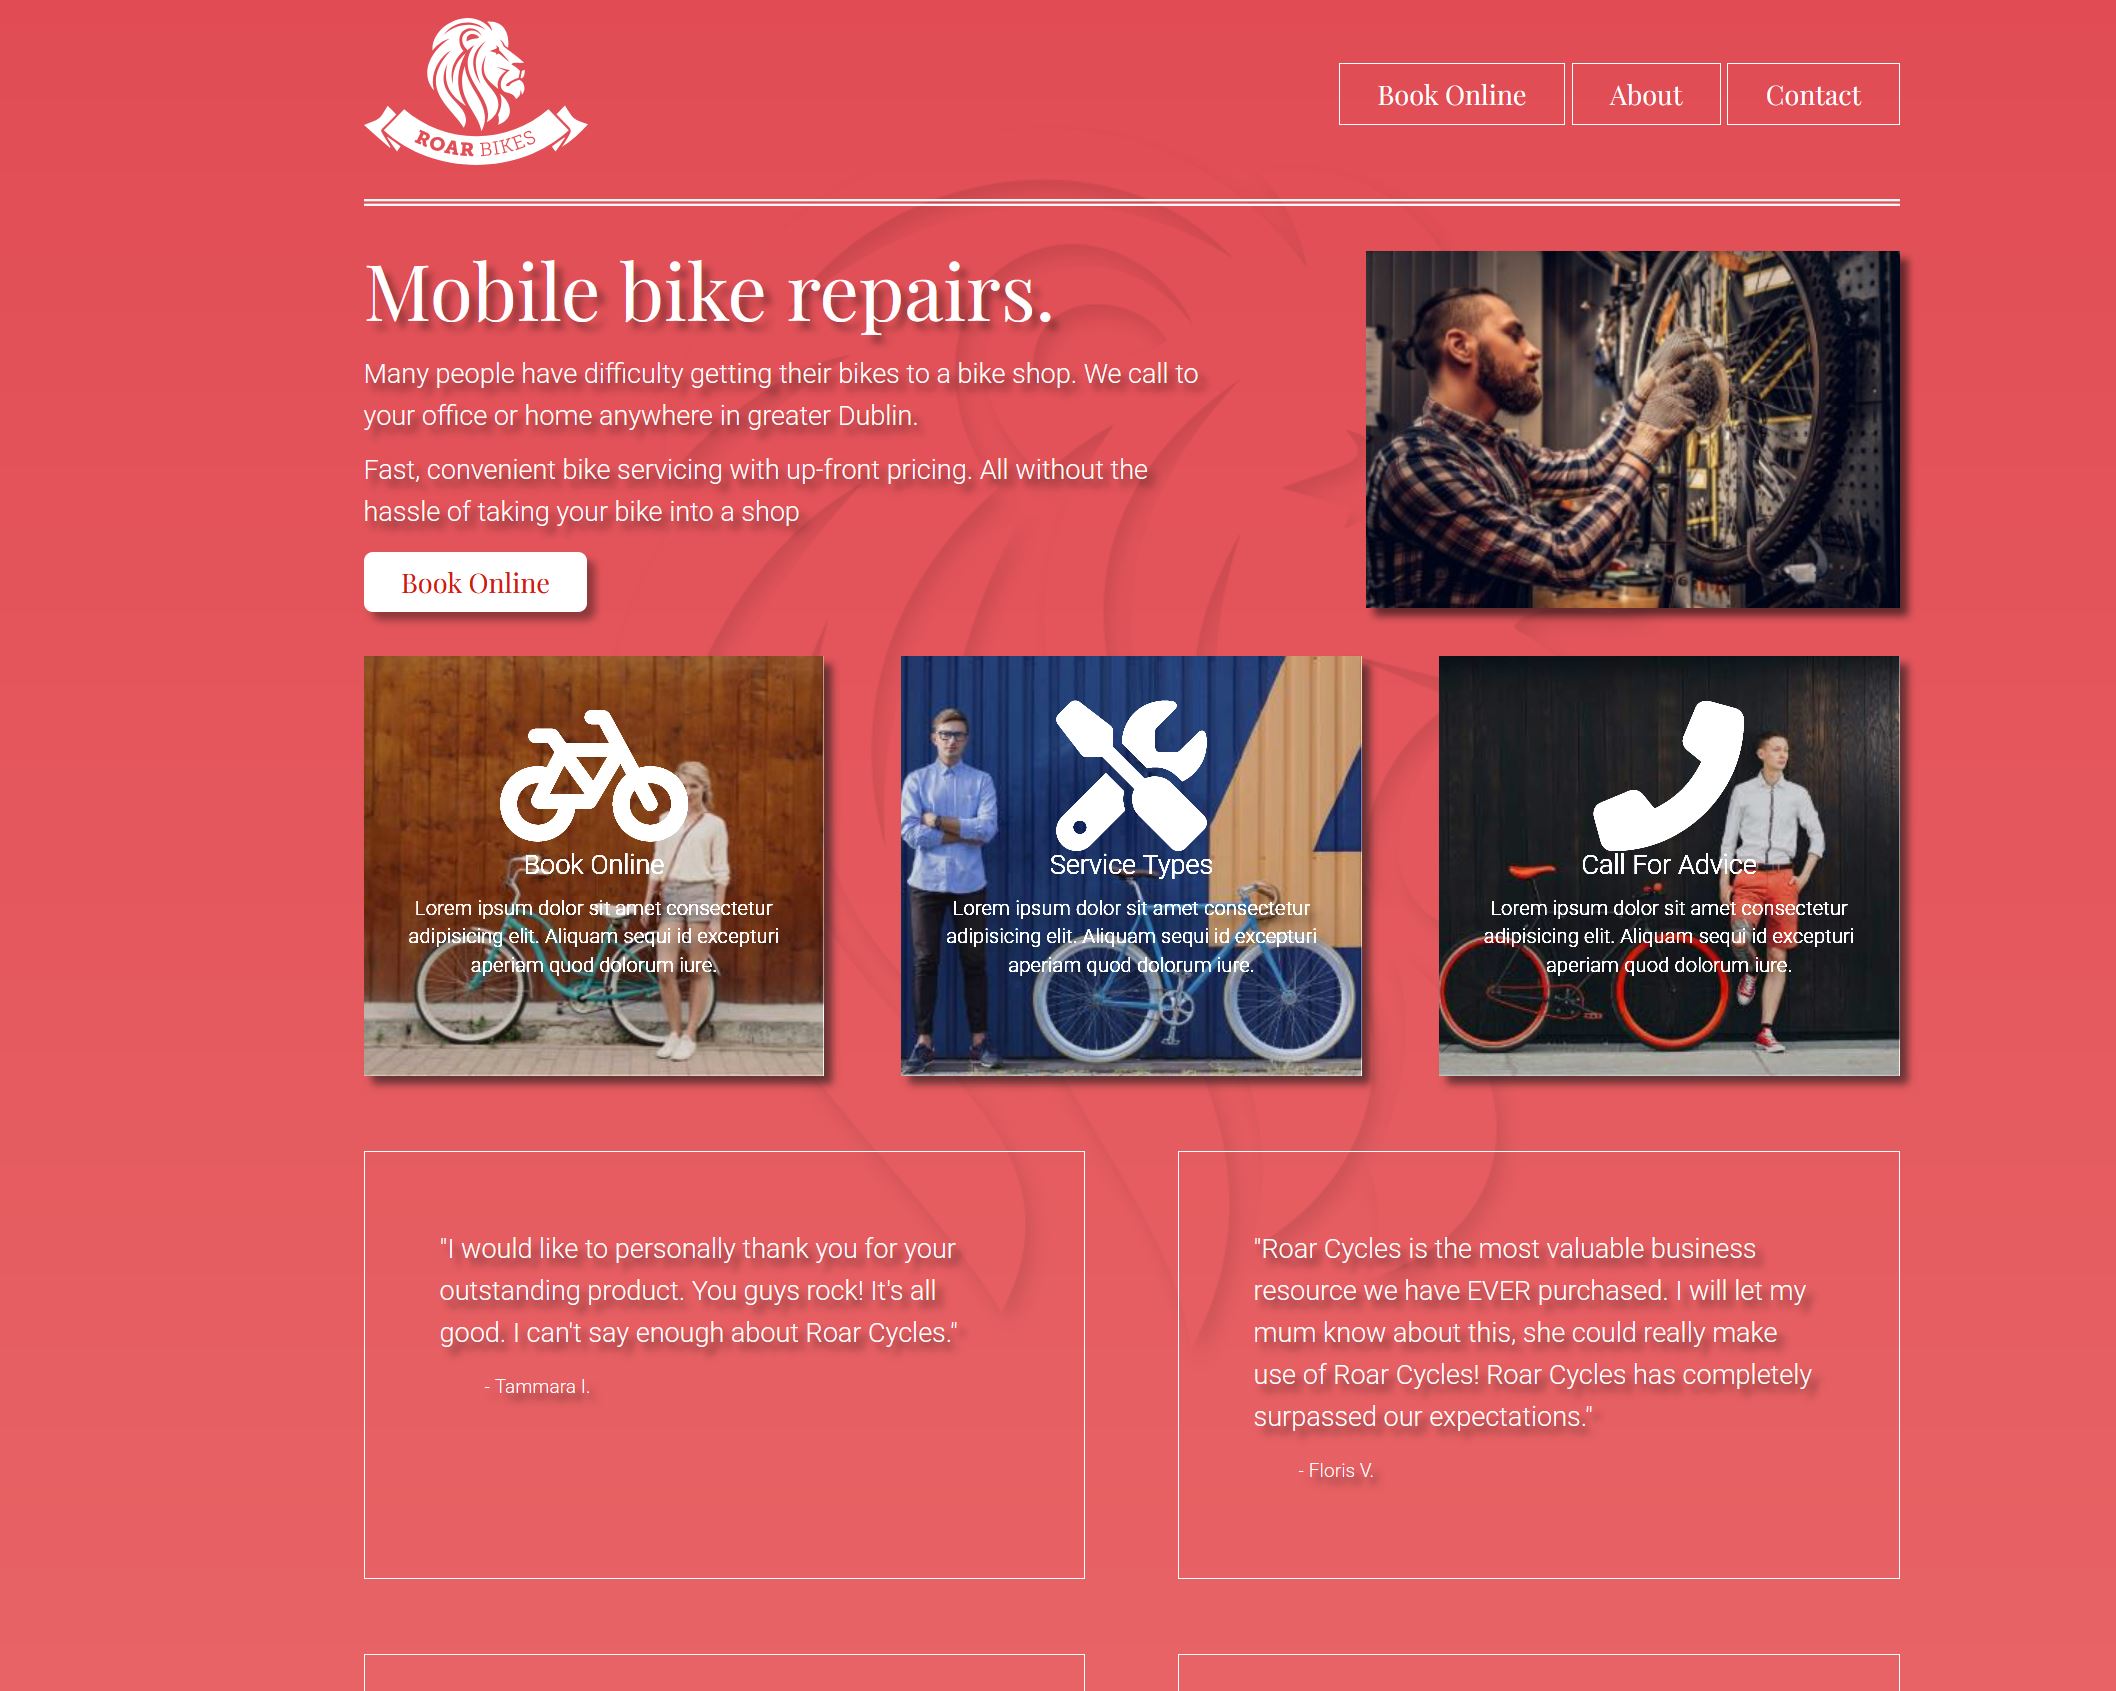 ROAR BIKES
Book Online
About
Contact
Mobile bike repairs.
Many people have difficulty getting their bikes to a bike shop. We call to
your office or home anywhere in greater Dublin.
Fast, convenient bike servicing with up-front pricing. All without the
hassle of taking your bike into a shop
Book Online
Book Online
Lorem ipsum dolor sit amet consectetur
adipisicing elit. Aliquam sequi id excepturi
aperiam quod dolorum iure.
Service Types
Lorem ipsum dolor sit amet consectetur
adipisicing elit. Aliquam sequi id excepturi
aperiam quod dolorum iure.
Call For Advice
Lorem ipsum dolor sit amet consectetur
adipisicing elit. Aliquam sequi id excepturi
aperiam quod dolorum iure.
"I would like to personally thank you for your
outstanding product. You guys rock! It's all
good. I can't say enough about Roar Cycles."
- Tammara I.
"Roar Cycles is the most valuable business
resource we have EVER purchased. I will let my
mum know about this, she could really make
use of Roar Cycles! Roar Cycles has completely
surpassed our expectations."
- Floris V.